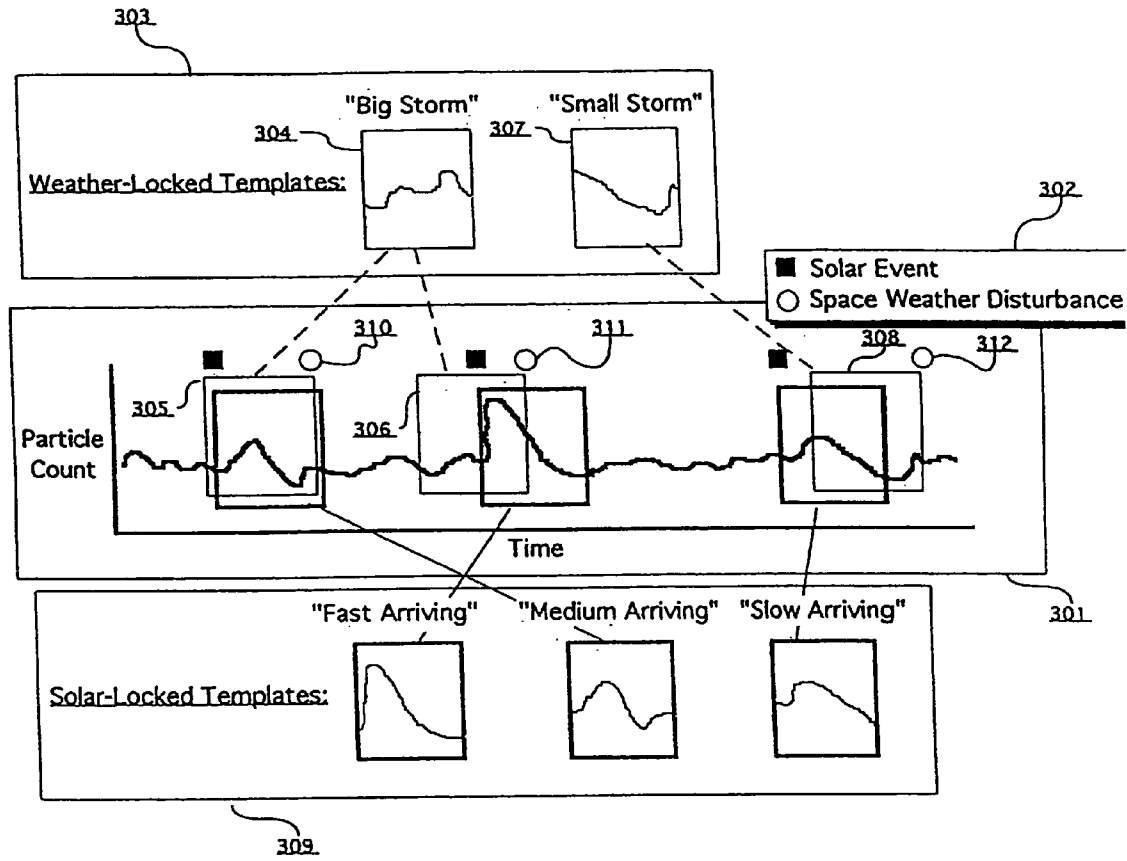 303
"Big Storm"
"Small Storm"
304
307
Weather-Locked Templates:
302
Solar Event
Space Weather Disturbance
310
311
308
312
305
306
Particle
Count
Time
301
"Fast Arriving"
"Medium Arriving"
"Slow Arriving"
Solar-Locked Templates:
309